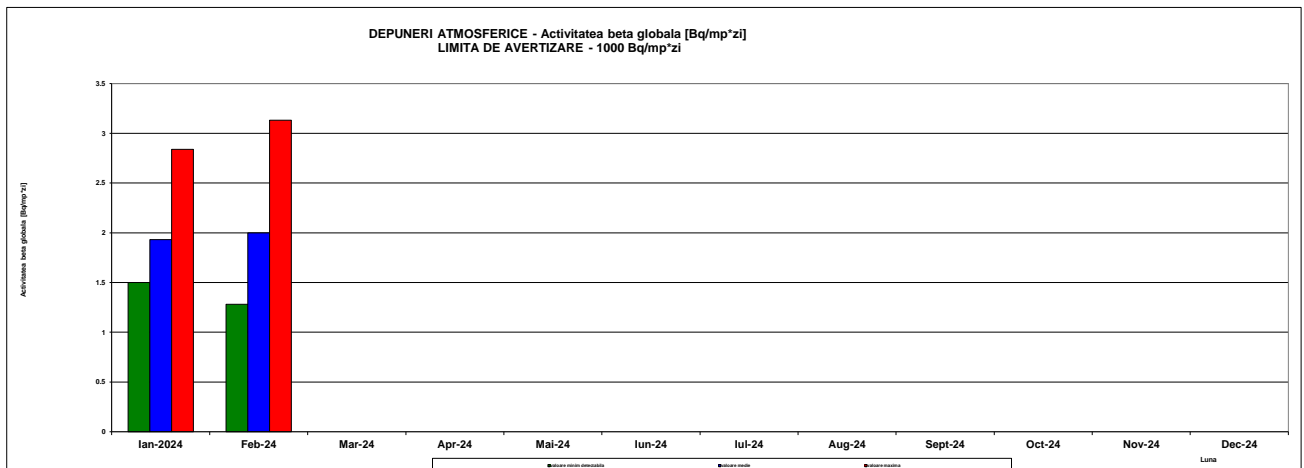 DEPUNERI ATMOSFERICE - Activitatea beta globala [Bq/mp*zi]
LIMITA DE AVERTIZARE - 1000 Bq/mp*zi
Activitatea beta globala [Bq/mp*zi]
3.5
3
2.5
2
1.5
1
0.5
0
Ian-2024 Feb-24 Mar-24 Apr-24 Mai-24 Iun-24 Iul-24 Aug-24 Sept-24 Oct-24 Nov-24 Dec-24
Luna
valoare minim detectabila valoare medie valoare maxima